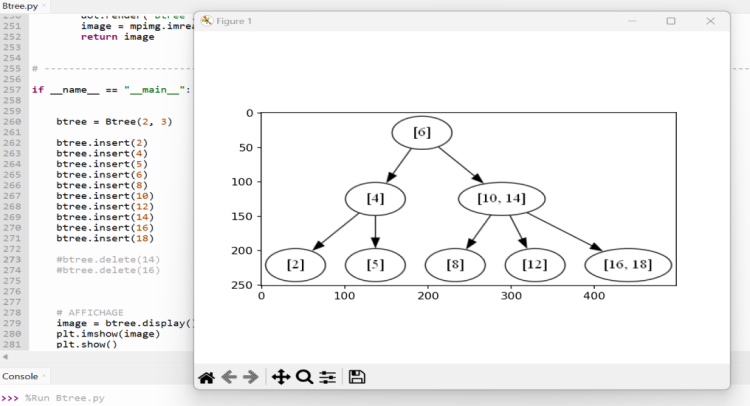 Btree.py
251 image = mpimg.imrea
252 return image
253
254
255 # ---
256
257 if __name__ == "__main__":
258
259
260 btree = Btree(2, 3)
261
262 btree.insert(2)
263 btree.insert(4)
264 btree.insert(5)
265 btree.insert(6)
266 btree.insert(8)
267 btree.insert(10)
268 btree.insert(12)
269 btree.insert(14)
270 btree.insert(16)
271 btree.insert(18)
272
273 #btree.delete(14)
274 #btree.delete(16)
275
276
277
278 # AFFICHAGE
279 image = btree.display()
280 plt.imshow(image)
281 plt.show()
Console
>>> %Run Btree.py
Figure 1
0
50
100
150
200
250
[6]
[4] [10, 14]
[2] [5] [8] [12] [16, 18]
0 100 200 300 400